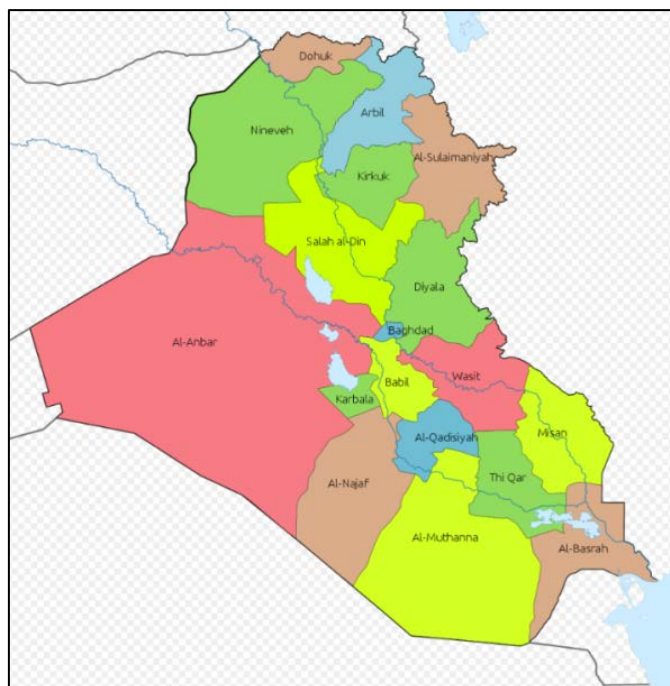 Dohuk
Arbil
Nineveh
Al-Sulaimaniyah
Kirkuk
Salah al-Din
Diyala
Baghdad
Al-Anbar
Wasit
Babil
Karbala
Misan
Al-Qadisiyah
Thi Qar
Al-Najaf
Al-Muthanna
Al-Basrah